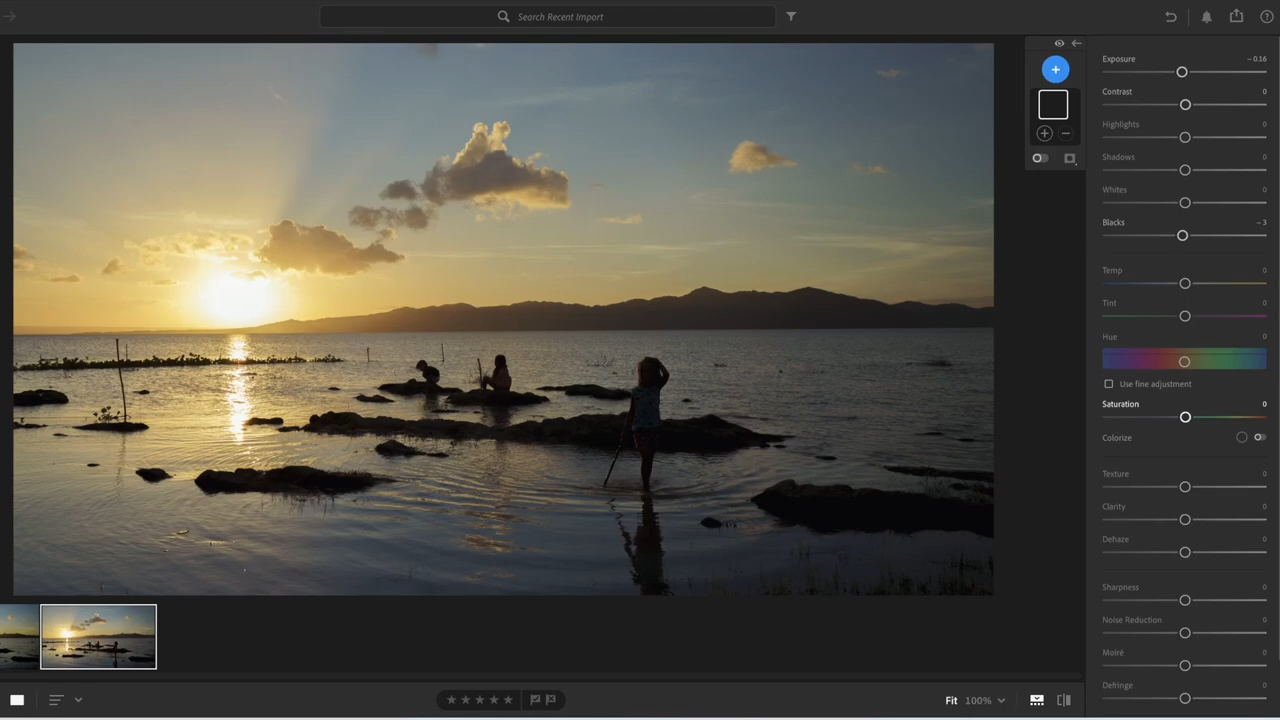 Search Recent Import
Exposure − 0.16
Contrast 0
Highlights 0
Shadows 0
Whites 0
Blacks − 3
Temp 0
Tint 0
Hue 0
Use fine adjustment
Saturation 0
Colorize
Texture 0
Clarity 0
Dehaze 0
Sharpness 0
Noise Reduction 0
Moiré 0
Defringe 0
Fit 100%